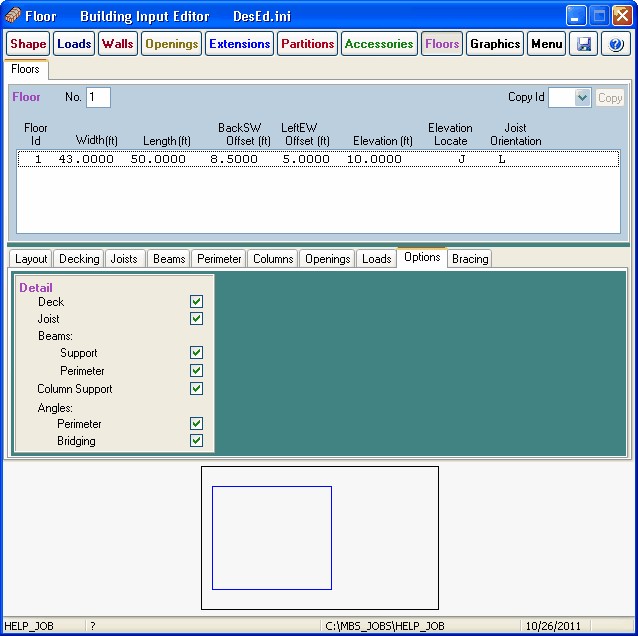 Floor Building Input Editor DesEd.ini
Shape Loads Walls Openings Extensions Partitions Accessories Floors Graphics Menu
Floors
Floor No. 1 Copy Id Copy
Floor Id Width(ft) Length(ft) BackSW Offset (ft) LeftEW Offset (ft) Elevation (ft) Elevation Locate Joist Orientation
1 43.0000 50.0000 8.5000 5.0000 10.0000 J L
Layout Decking Joists Beams Perimeter Columns Openings Loads Options Bracing
Detail
Deck
Joist
Beams:
Support
Perimeter
Column Support
Angles:
Perimeter
Bridging
HELP_JOB ? C:\MBS_JOBS\HELP_JOB 10/26/2011